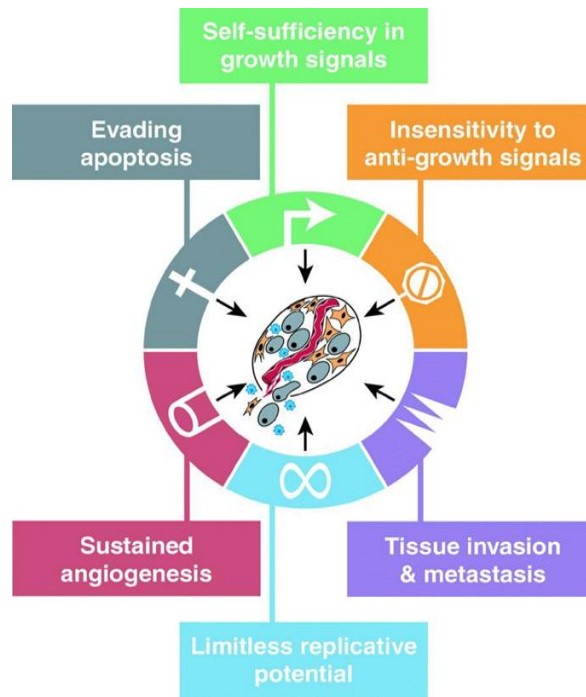 Self-sufficiency in
growth signals
Evading
apoptosis
Insensitivity to
anti-growth signals
Sustained
angiogenesis
Tissue invasion
& metastasis
Limitless replicative
potential